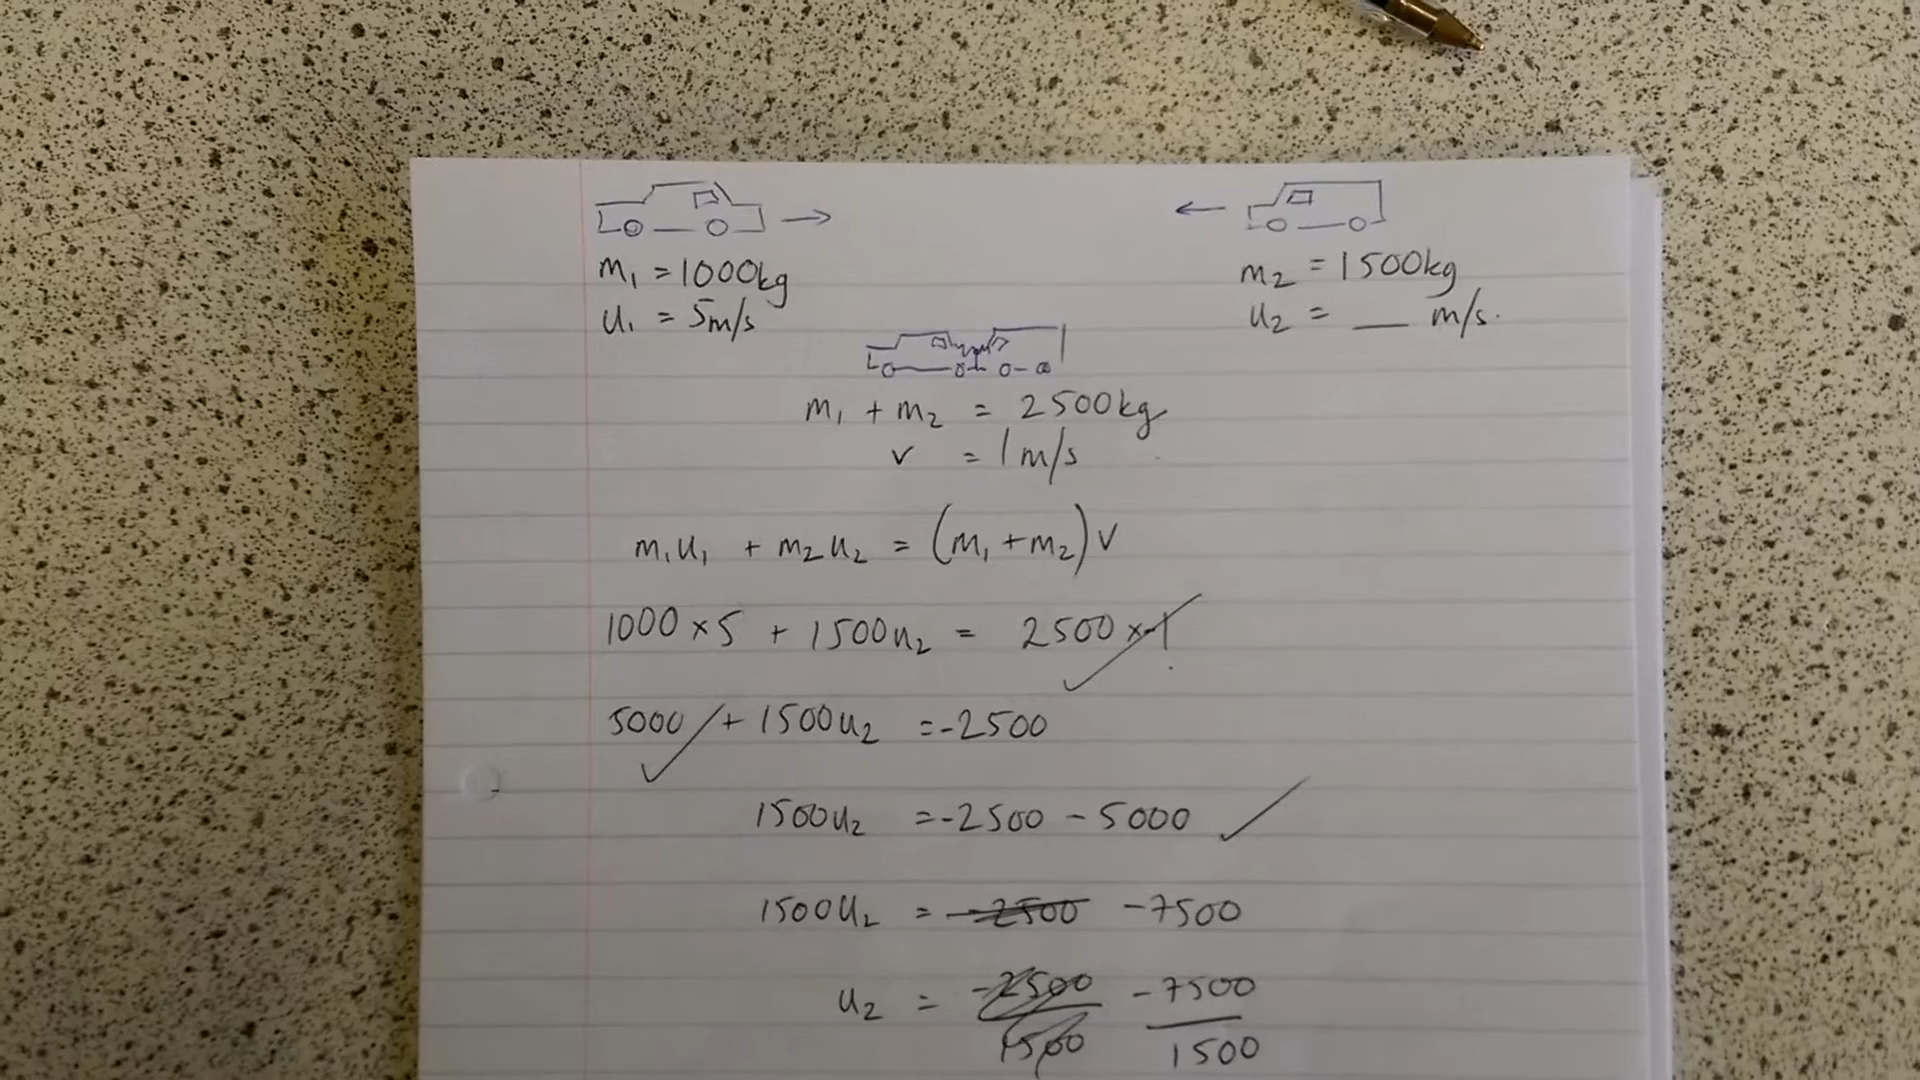 m₁ = 1000kg
u₁ = 5m/s
m₂ = 1500kg
u₂ = __ m/s.
m₁ + m₂ = 2500kg
v = 1m/s
m₁u₁ + m₂u₂ = (m₁ + m₂)v
1000 × 5 + 1500u₂ = 2500 × -1
5000 + 1500u₂ = -2500
1500u₂ = -2500 - 5000
1500u₂ = -2500 -7500
u₂ = -2500/1500 -7500/1500